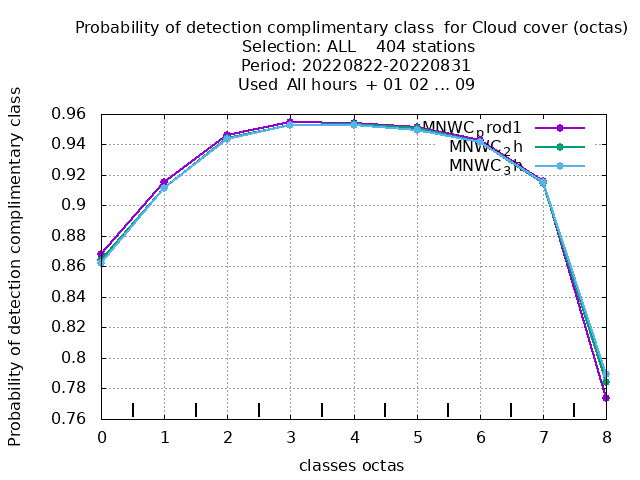 Probability of detection complimentary class for Cloud cover (octas)
Selection: ALL 404 stations
Period: 20220822-20220831
Used All hours + 01 02 ... 09
Probability of detection complimentary class
0.96
0.94
0.92
0.9
0.88
0.86
0.84
0.82
0.8
0.78
0.76
MNWCprod1
MNWC2h
MNWC3h
0 1 2 3 4 5 6 7 8
classes octas